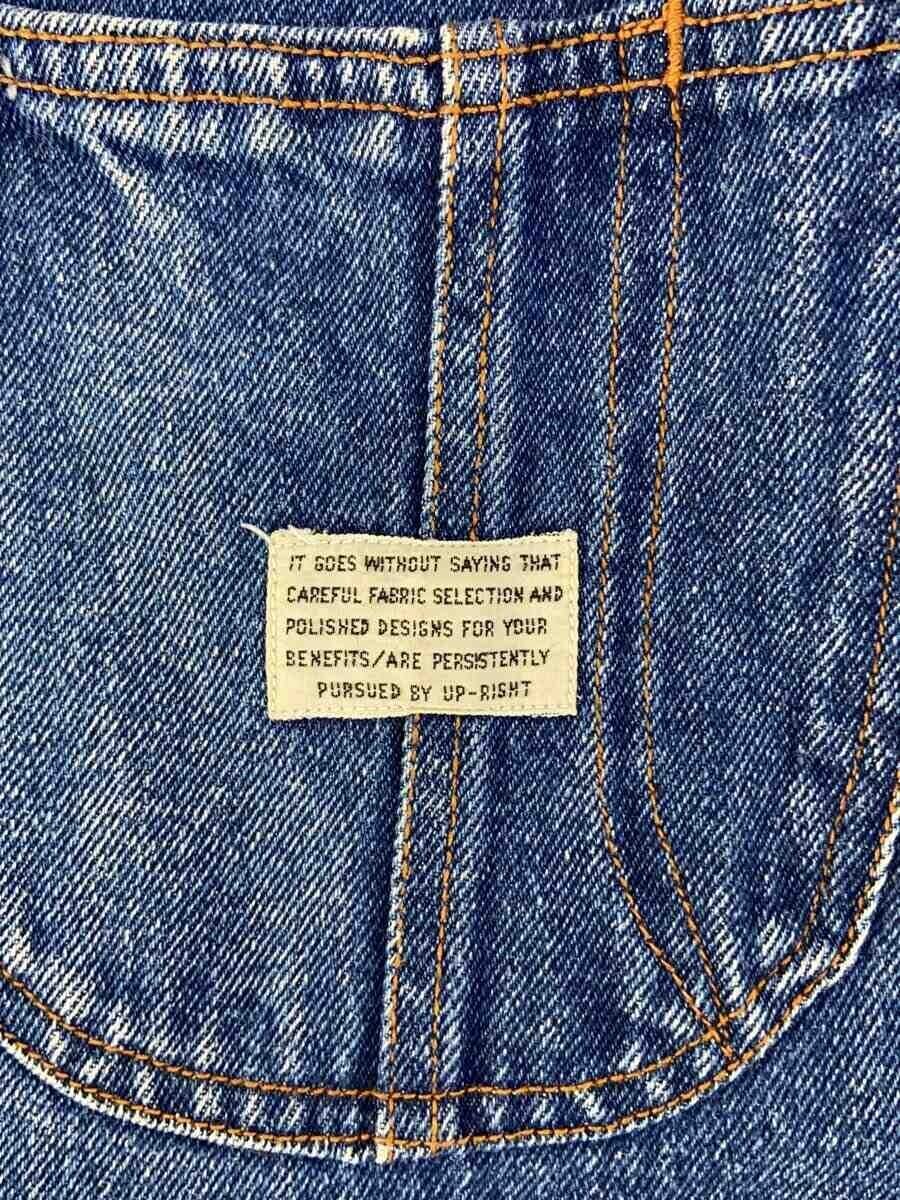 IT GOES WITHOUT SAYING THAT
CAREFUL FABRIC SELECTION AND
POLISHED DESIGNS FOR YOUR
BENEFITS/ARE PERSISTENTLY
PURSUED BY UP-RIGHT